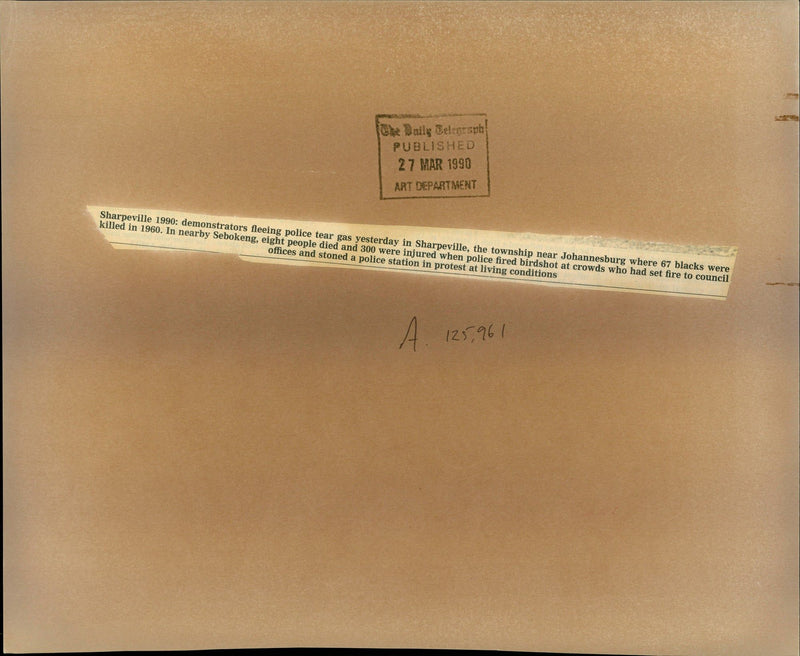 The Daily Telegraph
PUBLISHED
27 MAR 1990
ART DEPARTMENT
Sharpeville 1990: demonstrators fleeing police tear gas yesterday in Sharpeville, the township near Johannesburg where 67 blacks were
killed in 1960. In nearby Sebokeng, eight people died and 300 were injured when police fired birdshot at crowds who had set fire to council
offices and stoned a police station in protest at living conditions
A. 125,961